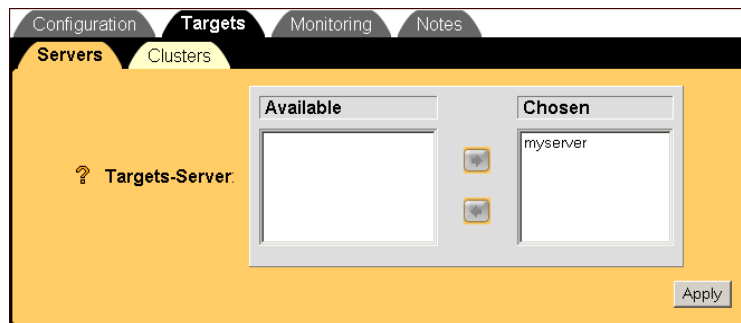 Configuration Targets Monitoring Notes
Servers Clusters
Available Chosen
myserver
? Targets-Server:
Apply